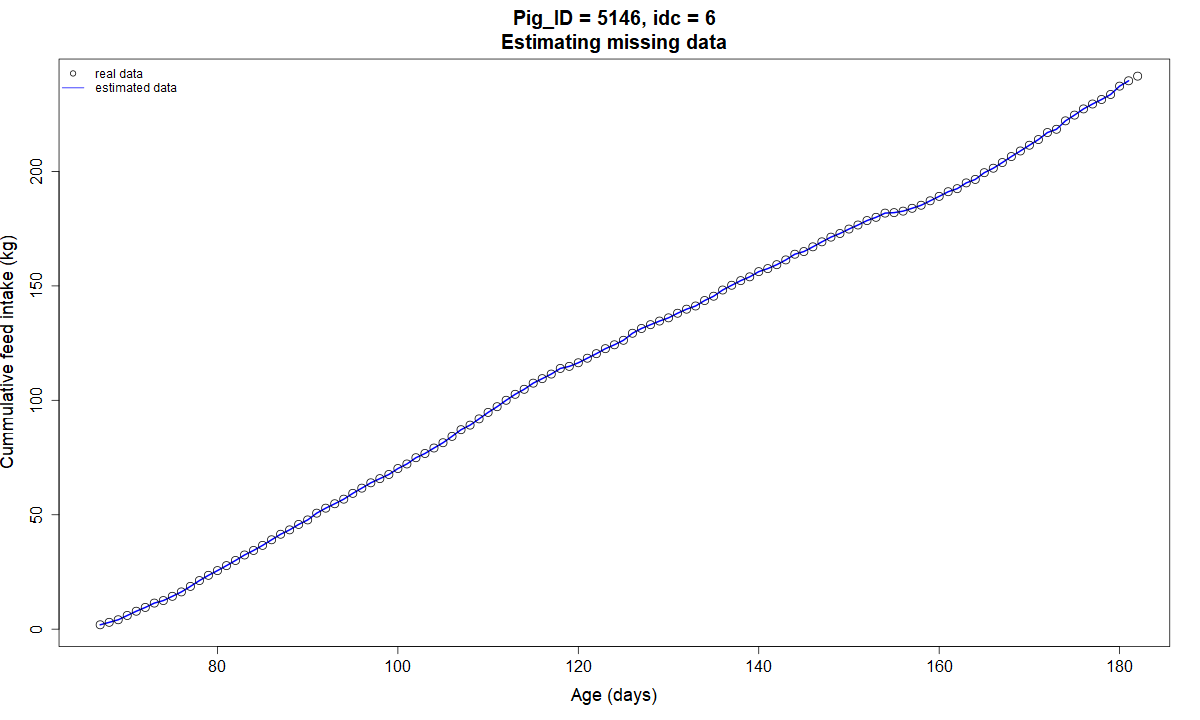 Pig_ID = 5146, idc = 6
Estimating missing data
real data
estimated data
Cummulative feed intake (kg)
200
150
100
50
0
80 100 120 140 160 180
Age (days)